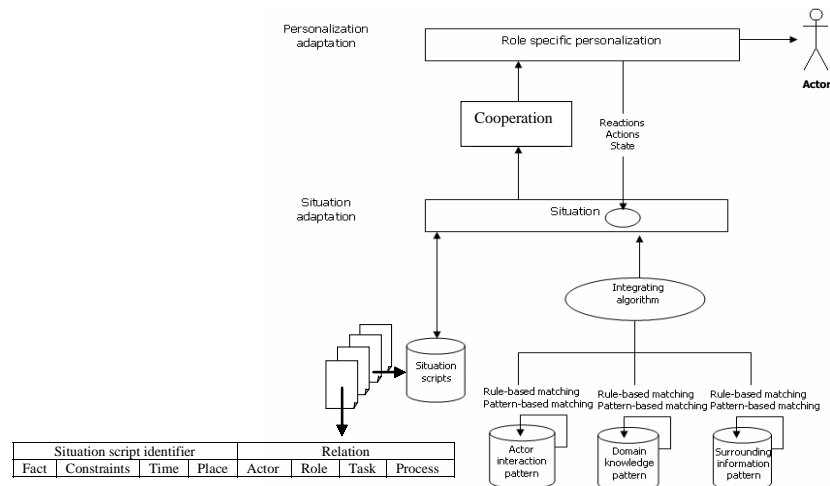 Personalization
adaptation
Role specific personalization
Actor
Cooperation
Reactions
Actions
State
Situation
adaptation
Situation
Integrating
algorithm
Situation
scripts
Rule-based matching
Pattern-based matching
Rule-based matching
Pattern-based matching
Rule-based matching
Pattern-based matching
Actor
interaction
pattern
Domain
knowledge
pattern
Surrounding
information
pattern
Situation script identifier Relation
Fact Constraints Time Place Actor Role Task Process